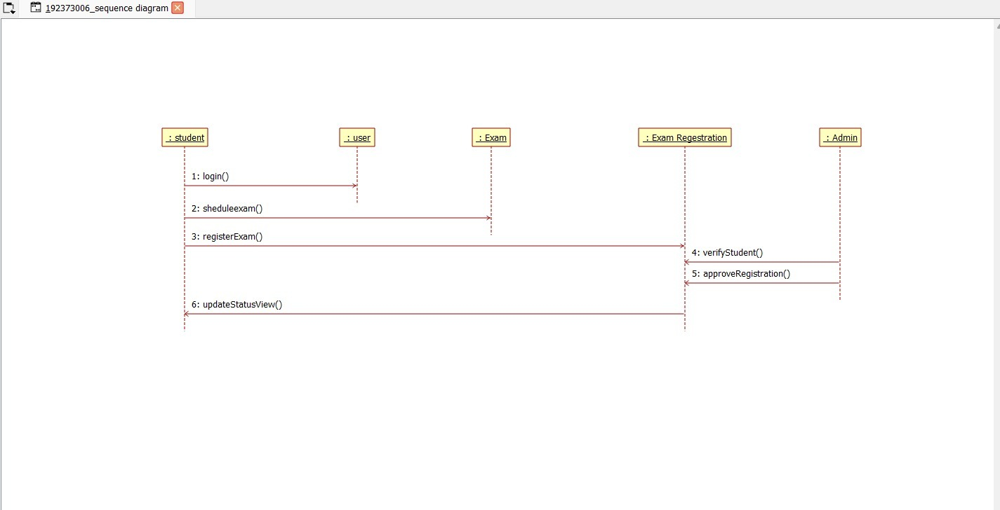 192373006_sequence diagram
: student
: user
: Exam
: Exam Regestration
: Admin
1: login()
2: sheduleexam()
3: registerExam()
4: verifyStudent()
5: approveRegistration()
6: updateStatusView()